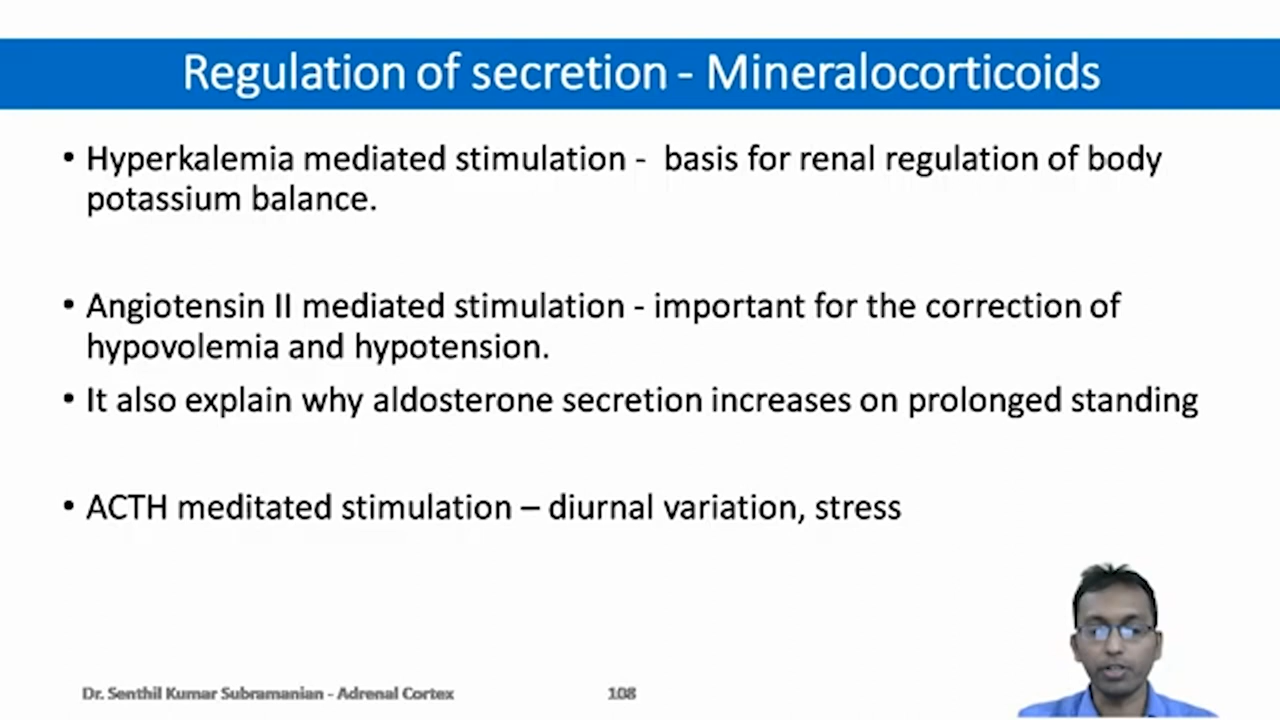 Regulation of secretion - Mineralocorticoids
• Hyperkalemia mediated stimulation - basis for renal regulation of body
potassium balance.
• Angiotensin II mediated stimulation - important for the correction of
hypovolemia and hypotension.
• It also explain why aldosterone secretion increases on prolonged standing
• ACTH meditated stimulation – diurnal variation, stress
Dr. Senthil Kumar Subramanian - Adrenal Cortex 108